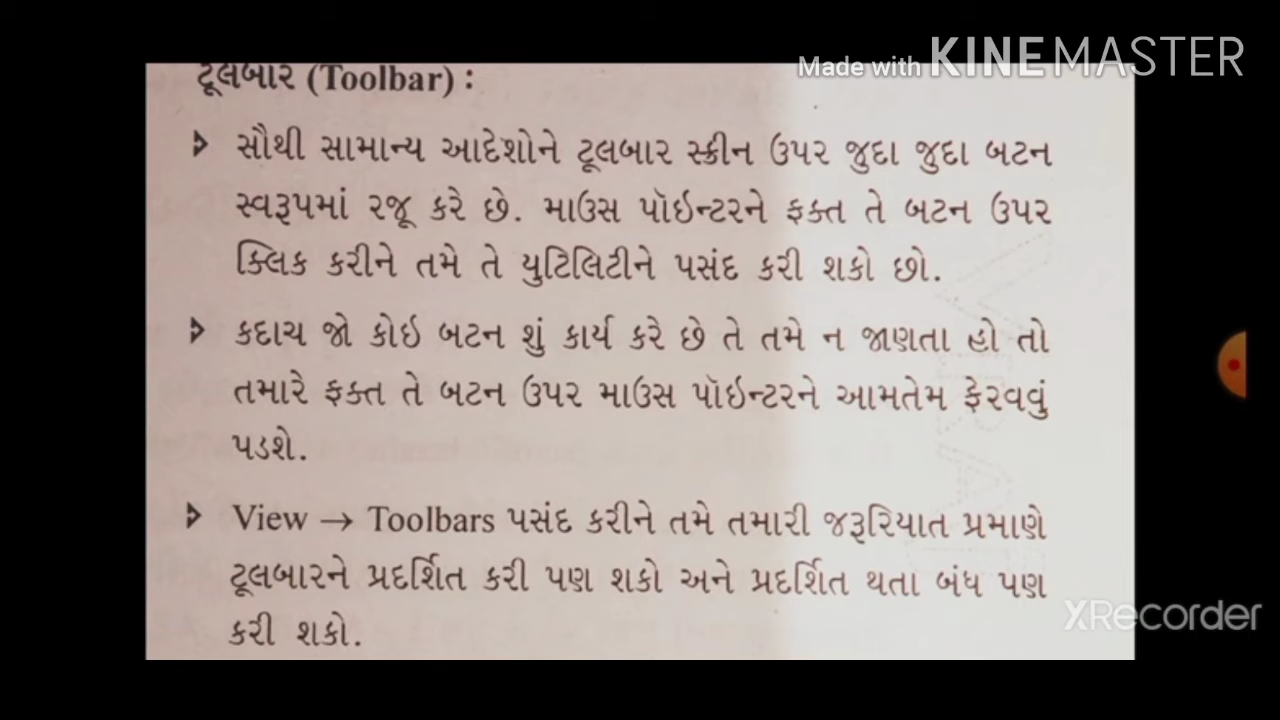 Made with KINEMASTER
ટૂલબાર (Toolbar) :
સૌથી સામાન્ય આદેશોને ટૂલબાર સ્ક્રીન ઉપર જુદા જુદા બટન
સ્વરૂપમાં રજૂ કરે છે. માઉસ પૉઇન્ટરને ફક્ત તે બટન ઉપર
ક્લિક કરીને તમે તે યુટિલિટીને પસંદ કરી શકો છો.
કદાચ જો કોઇ બટન શું કાર્ય કરે છે તે તમે ન જાણતા હો તો
તમારે ફક્ત તે બટન ઉપર માઉસ પૉઇન્ટરને આમતેમ ફેરવવું
પડશે.
View → Toolbars પસંદ કરીને તમે તમારી જરૂરિયાત પ્રમાણે
ટૂલબારને પ્રદર્શિત કરી પણ શકો અને પ્રદર્શિત થતા બંધ પણ
કરી શકો.
XRecorder